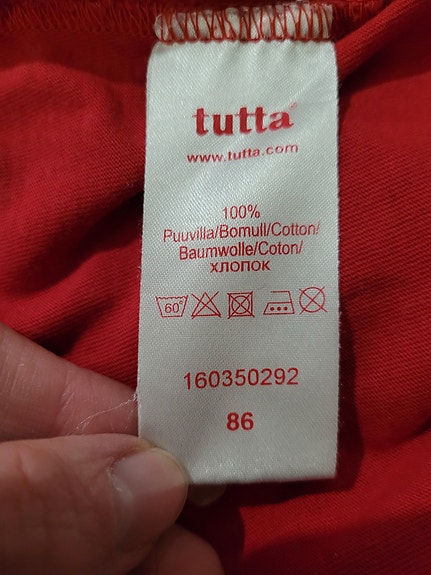 tutta®
www.tutta.com
100%
Puuvilla/Bomull/Cotton/
Baumwolle/Coton/
хлопок
60°
160350292
86